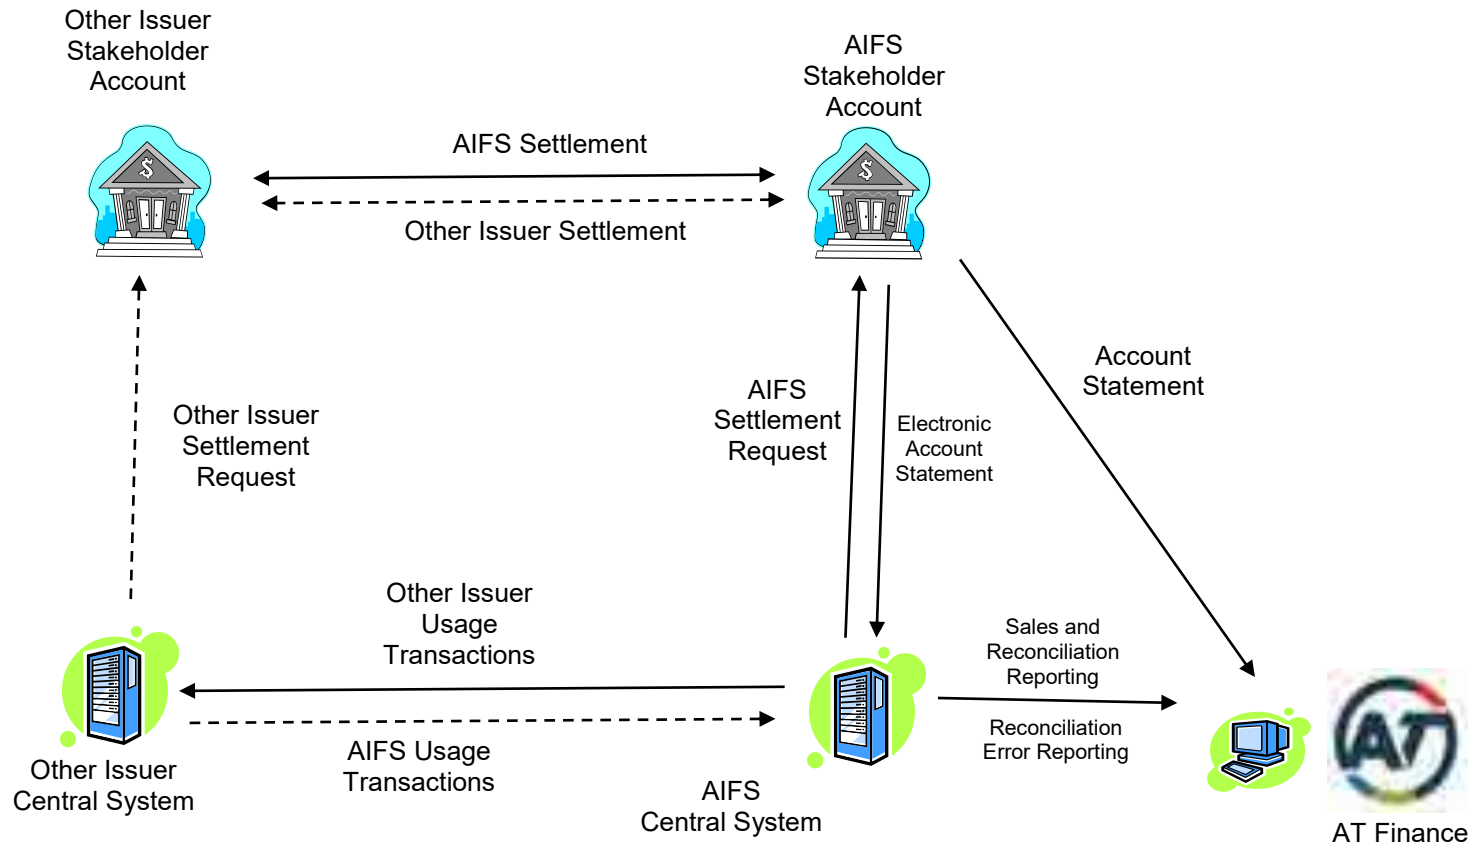 Other Issuer
Stakeholder
Account
AIFS
Stakeholder
Account
$
$
AIFS Settlement
Other Issuer Settlement
Account
Statement
AIFS
Settlement
Request
Electronic
Account
Statement
Other Issuer
Settlement
Request
Other Issuer
Usage
Transactions
Sales and
Reconciliation
Reporting
Reconciliation
Error Reporting
AIFS Usage
Transactions
Other Issuer
Central System
AIFS
Central System
AT
AT Finance